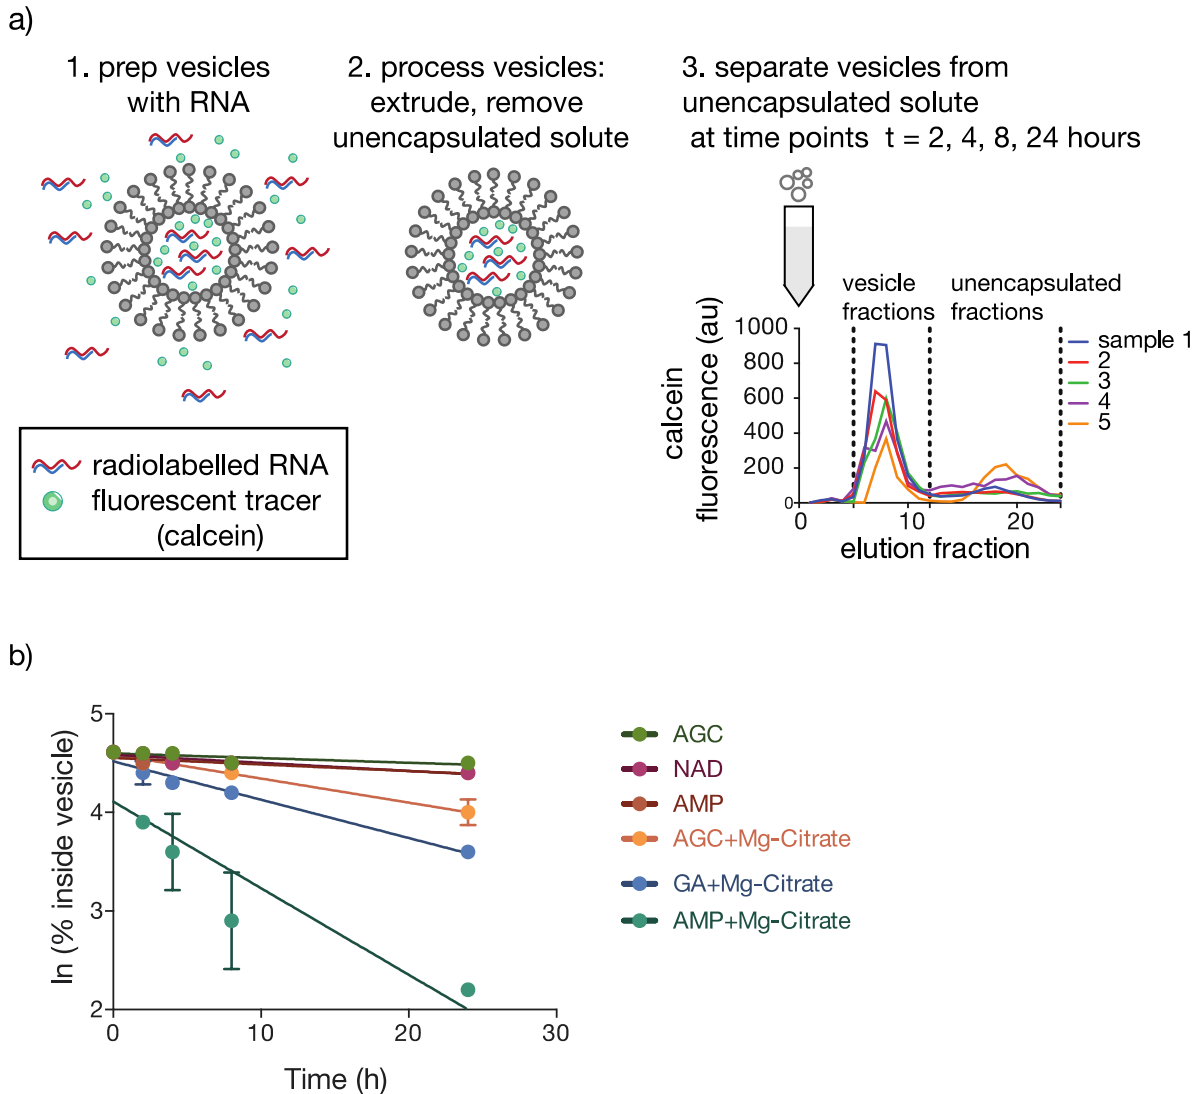 a)
1. prep vesicles
with RNA
2. process vesicles:
extrude, remove
unencapsulated solute
3. separate vesicles from
unencapsulated solute
at time points t = 2, 4, 8, 24 hours
radiolabelled RNA
fluorescent tracer
(calcein)
vesicle
fractions
unencapsulated
fractions
calcein
fluorescence (au)
1000
800
600
400
200
0
0
10
20
elution fraction
sample 1
2
3
4
5
b)
ln (% inside vesicle)
5
4
3
2
0
10
20
30
Time (h)
AGC
NAD
AMP
AGC+Mg-Citrate
GA+Mg-Citrate
AMP+Mg-Citrate